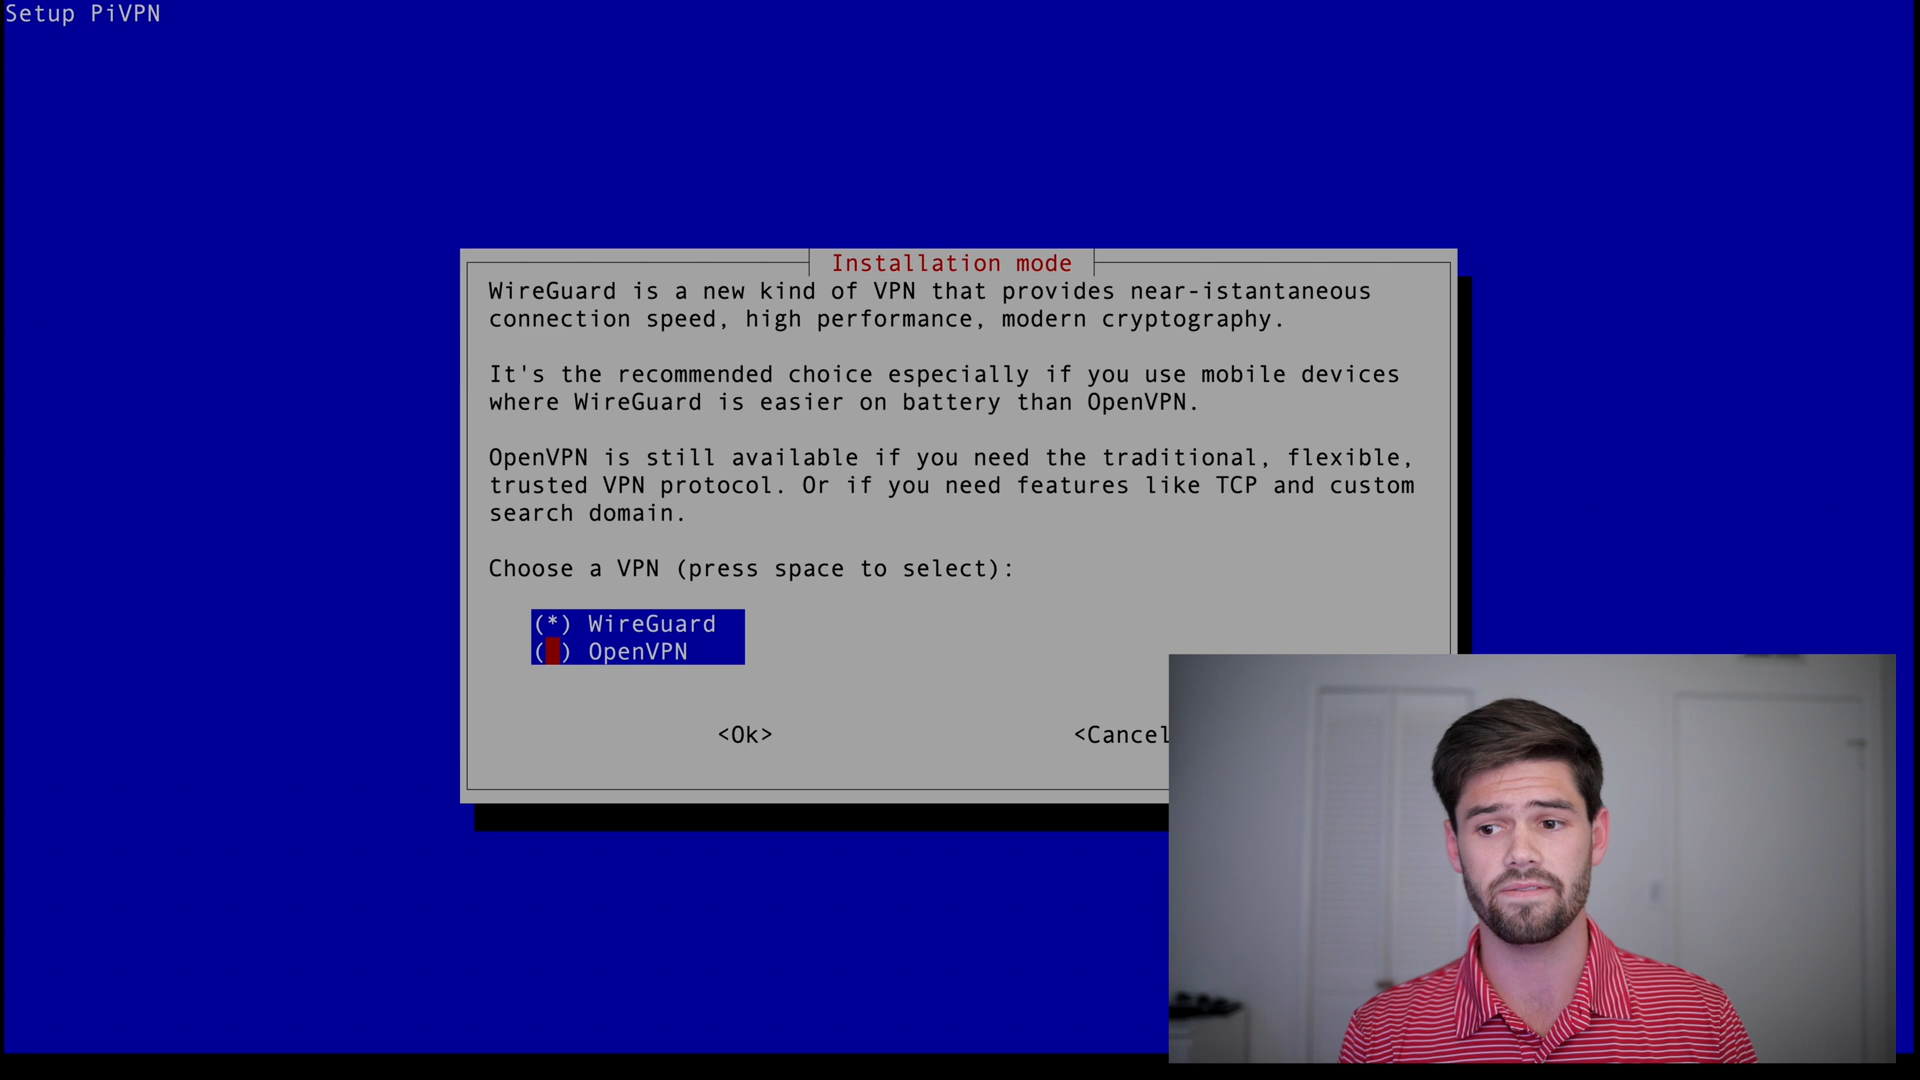 Setup PiVPN
Installation mode
WireGuard is a new kind of VPN that provides near-istantaneous
connection speed, high performance, modern cryptography.
It's the recommended choice especially if you use mobile devices
where WireGuard is easier on battery than OpenVPN.
OpenVPN is still available if you need the traditional, flexible,
trusted VPN protocol. Or if you need features like TCP and custom
search domain.
Choose a VPN (press space to select):
(*) WireGuard
( ) OpenVPN
<Ok> <Cancel